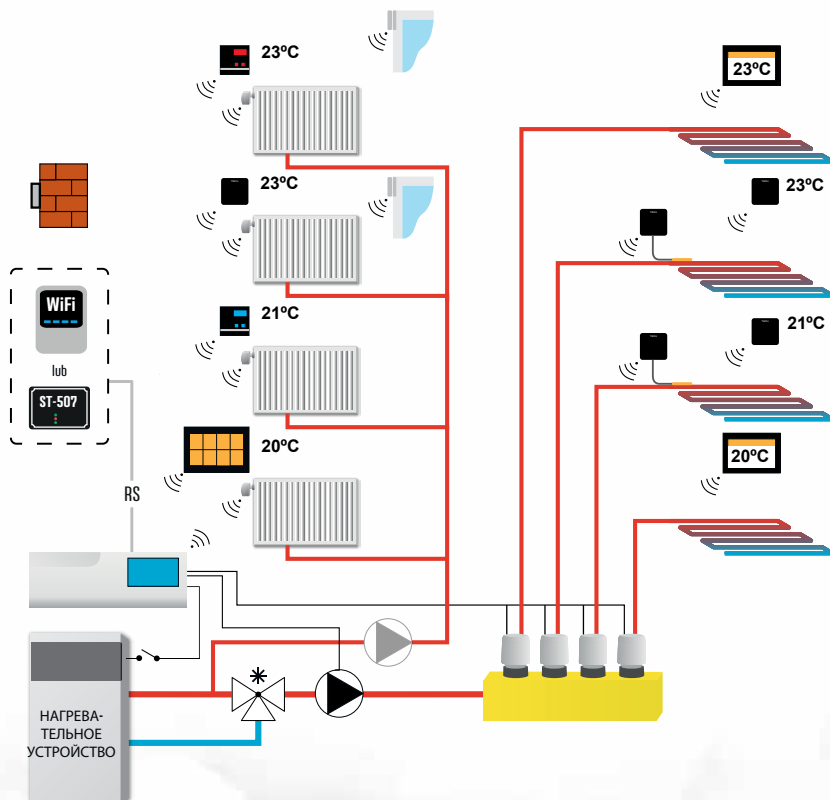 23ºC
23ºC
23ºC
23ºC
WiFi
21ºC
21ºC
lub
ST-507
20ºC
20ºC
RS
НАГРЕВА-
ТЕЛЬНОЕ
УСТРОЙСТВО